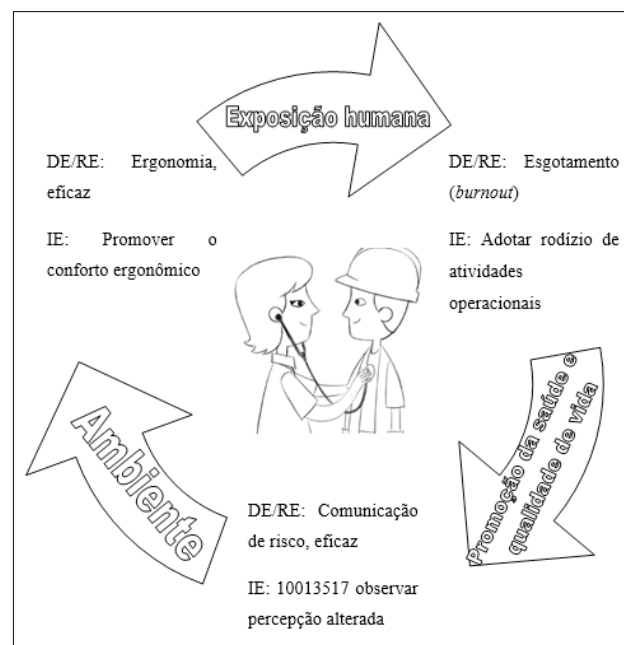 Exposição humana
DE/RE: Ergonomia,
eficaz
IE: Promover o
conforto ergonômico
DE/RE: Esgotamento
(burnout)
IE: Adotar rodízio de
atividades
operacionais
Promoção da saúde e
qualidade de vida
DE/RE: Comunicação
de risco, eficaz
IE: 10013517 observar
percepção alterada
Ambiente